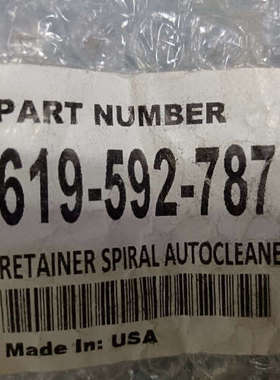 PART NUMBER
619-592-787
RETAINER SPIRAL AUTOCLEANE
Made In: USA